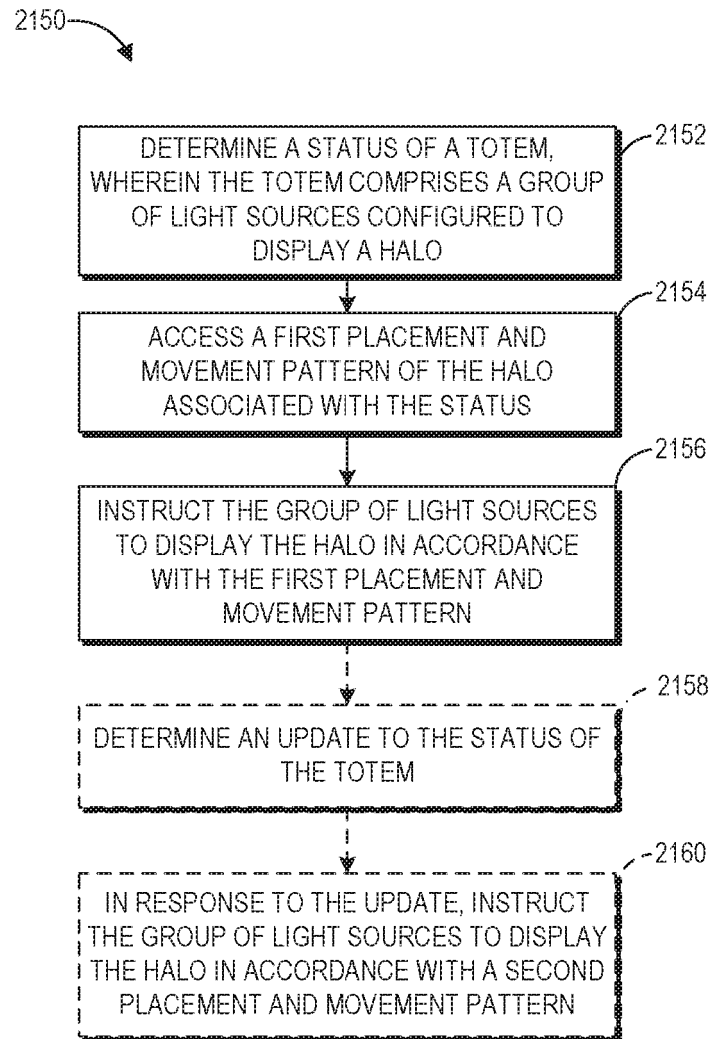 2150
DETERMINE A STATUS OF A TOTEM,
WHEREIN THE TOTEM COMPRISES A GROUP
OF LIGHT SOURCES CONFIGURED TO
DISPLAY A HALO
2152
ACCESS A FIRST PLACEMENT AND
MOVEMENT PATTERN OF THE HALO
ASSOCIATED WITH THE STATUS
2154
INSTRUCT THE GROUP OF LIGHT SOURCES
TO DISPLAY THE HALO IN ACCORDANCE
WITH THE FIRST PLACEMENT AND
MOVEMENT PATTERN
2156
DETERMINE AN UPDATE TO THE STATUS OF
THE TOTEM
2158
IN RESPONSE TO THE UPDATE, INSTRUCT
THE GROUP OF LIGHT SOURCES TO DISPLAY
THE HALO IN ACCORDANCE WITH A SECOND
PLACEMENT AND MOVEMENT PATTERN
2160